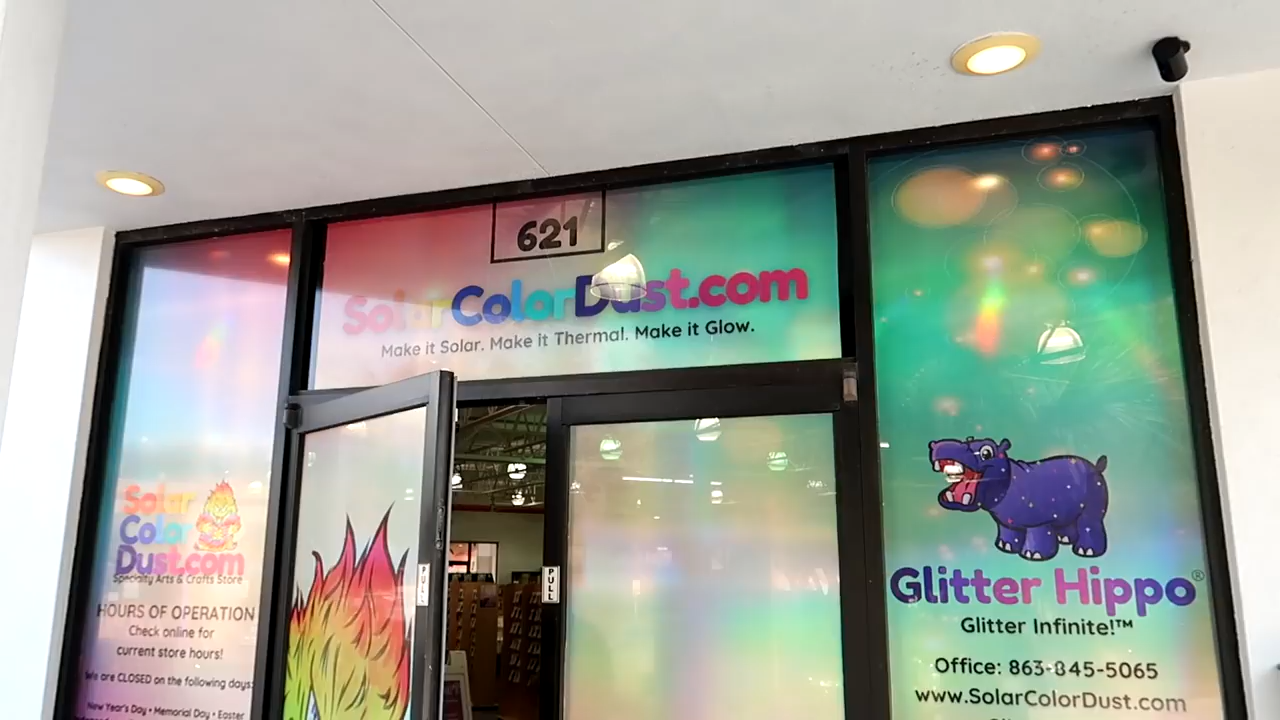 621
SolarColorDust.com
Make it Solar. Make it Thermal. Make it Glow.
Solar
Color
Dust.com
Specialty Arts & Crafts Store
HOURS OF OPERATION
Check online for
current store hours!
We are CLOSED on the following days:
New Year's Day • Memorial Day • Easter
PULL
PULL
Glitter Hippo®
Glitter Infinite!™
Office: 863-845-5065
www.SolarColorDust.com